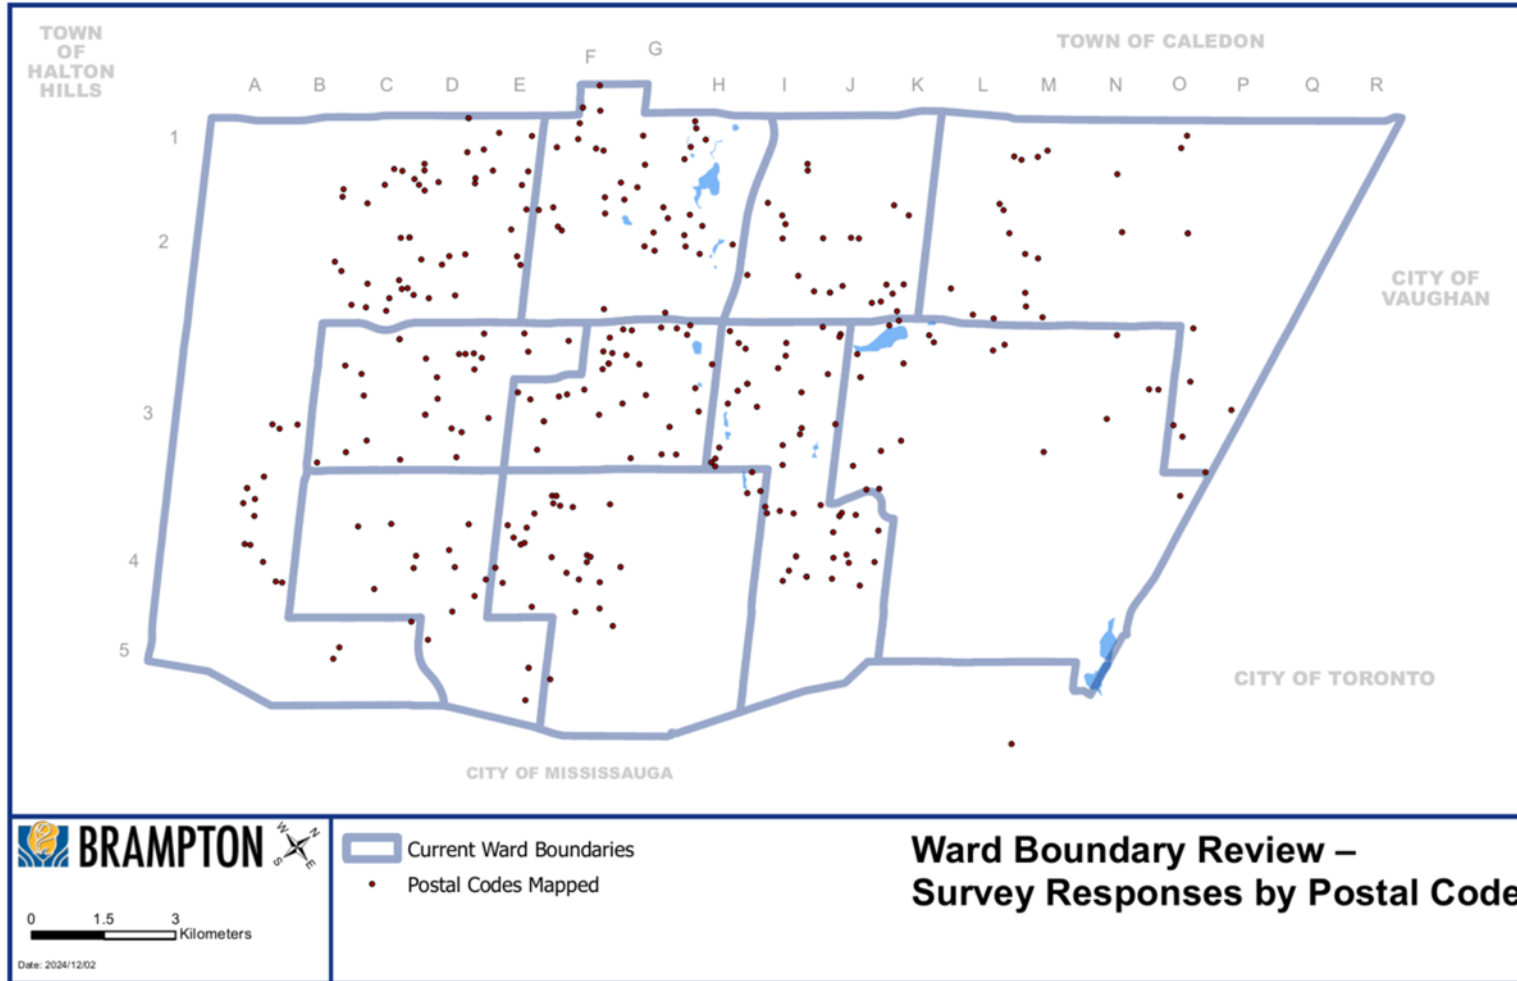 TOWN
OF
HALTON
HILLS
TOWN OF CALEDON
F
G
A
B
C
D
E
H
I
J
K
L
M
N
O
P
Q
R
1
2
3
4
5
CITY OF
VAUGHAN
CITY OF TORONTO
CITY OF MISSISSAUGA
BRAMPTON
W
N
S
E
0
1.5
3
Kilometers
Date: 2024/12/02
Current Ward Boundaries
Postal Codes Mapped
Ward Boundary Review –
Survey Responses by Postal Code